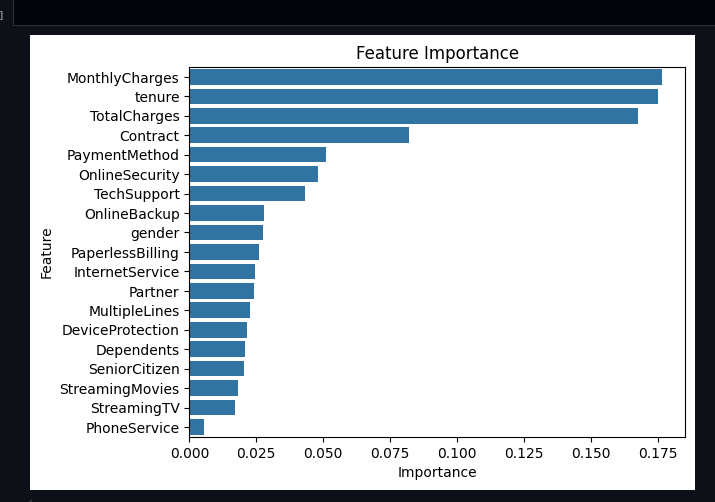 ]
Feature Importance
MonthlyCharges
tenure
TotalCharges
Contract
PaymentMethod
OnlineSecurity
TechSupport
OnlineBackup
gender
PaperlessBilling
InternetService
Partner
MultipleLines
DeviceProtection
Dependents
SeniorCitizen
StreamingMovies
StreamingTV
PhoneService
Feature
0.000 0.025 0.050 0.075 0.100 0.125 0.150 0.175
Importance